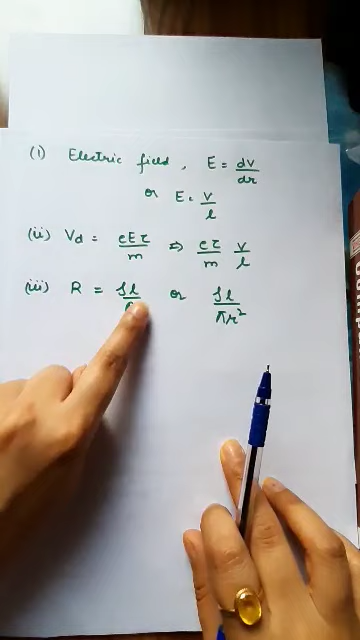 (i) Electric field, E = dV/dr
or E = V/l
(ii) Vd = eEτ/m ⇒ eτ/m V/l
(iii) R = ρl/ or ρl/πr²